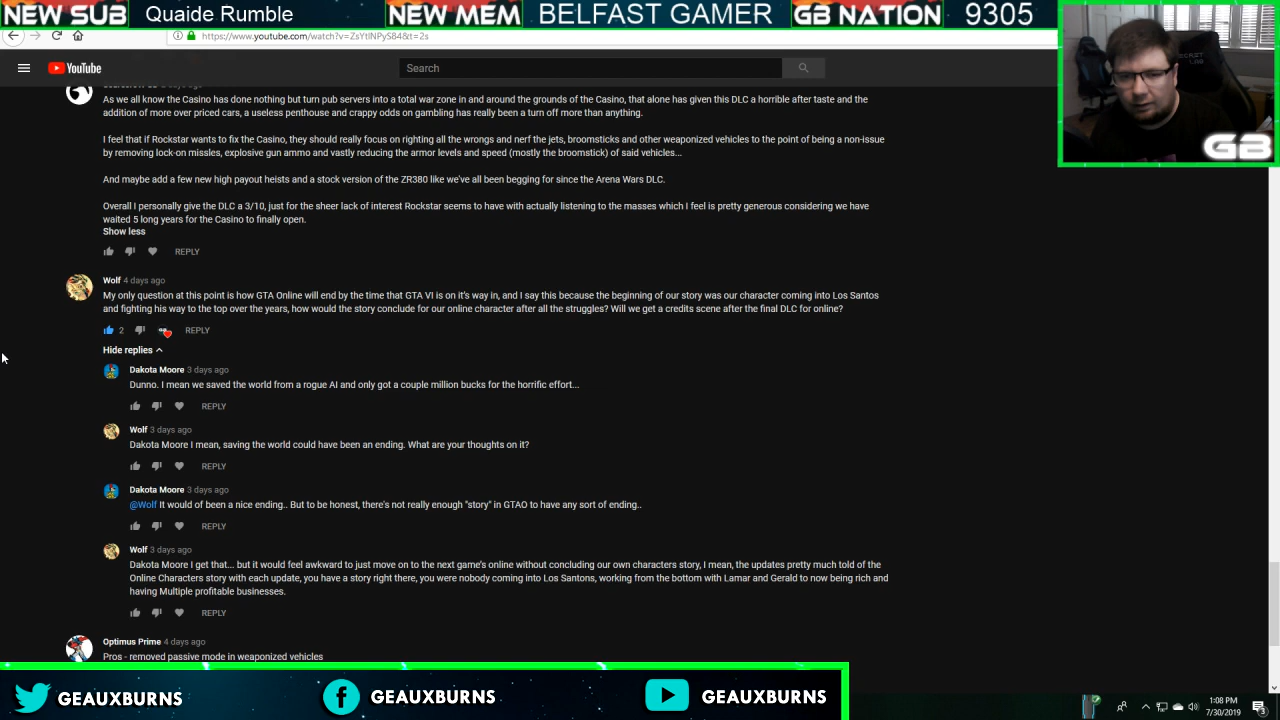 NEW SUB Quaide Rumble NEW MEM BELFAST GAMER GB NATION 9305
https://www.youtube.com/watch?v=ZsYtlNPyS84&t=2s
YouTube Search
As we all know the Casino has done nothing but turn pub servers into a total war zone in and around the grounds of the Casino, that alone has given this DLC a horrible after taste and the
addition of more over priced cars, a useless penthouse and crappy odds on gambling has really been a turn off more than anything.
I feel that if Rockstar wants to fix the Casino, they should really focus on righting all the wrongs and nerf the jets, broomsticks and other weaponized vehicles to the point of being a non-issue
by removing lock-on missles, explosive gun ammo and vastly reducing the armor levels and speed (mostly the broomstick) of said vehicles...
And maybe add a few new high payout heists and a stock version of the ZR380 like we've all been begging for since the Arena Wars DLC.
Overall I personally give the DLC a 3/10, just for the sheer lack of interest Rockstar seems to have with actually listening to the masses which I feel is pretty generous considering we have
waited 5 long years for the Casino to finally open.
Show less
REPLY
Wolf 4 days ago
My only question at this point is how GTA Online will end by the time that GTA VI is on it's way in, and I say this because the beginning of our story was our character coming into Los Santos
and fighting his way to the top over the years, how would the story conclude for our online character after all the struggles? Will we get a credits scene after the final DLC for online?
2 REPLY
Hide replies
Dakota Moore 3 days ago
Dunno. I mean we saved the world from a rogue AI and only got a couple million bucks for the horrific effort...
REPLY
Wolf 3 days ago
Dakota Moore I mean, saving the world could have been an ending. What are your thoughts on it?
REPLY
Dakota Moore 3 days ago
@Wolf It would of been a nice ending.. But to be honest, there's not really enough "story" in GTAO to have any sort of ending..
REPLY
Wolf 3 days ago
Dakota Moore I get that... but it would feel awkward to just move on to the next game's online without concluding our own characters story, I mean, the updates pretty much told of the
Online Characters story with each update, you have a story right there, you were nobody coming into Los Santons, working from the bottom with Lamar and Gerald to now being rich and
having Multiple profitable businesses.
REPLY
Optimus Prime 4 days ago
Pros - removed passive mode in weaponized vehicles
GEAUXBURNS GEAUXBURNS GEAUXBURNS
GB
1:08 PM
7/30/2019
3